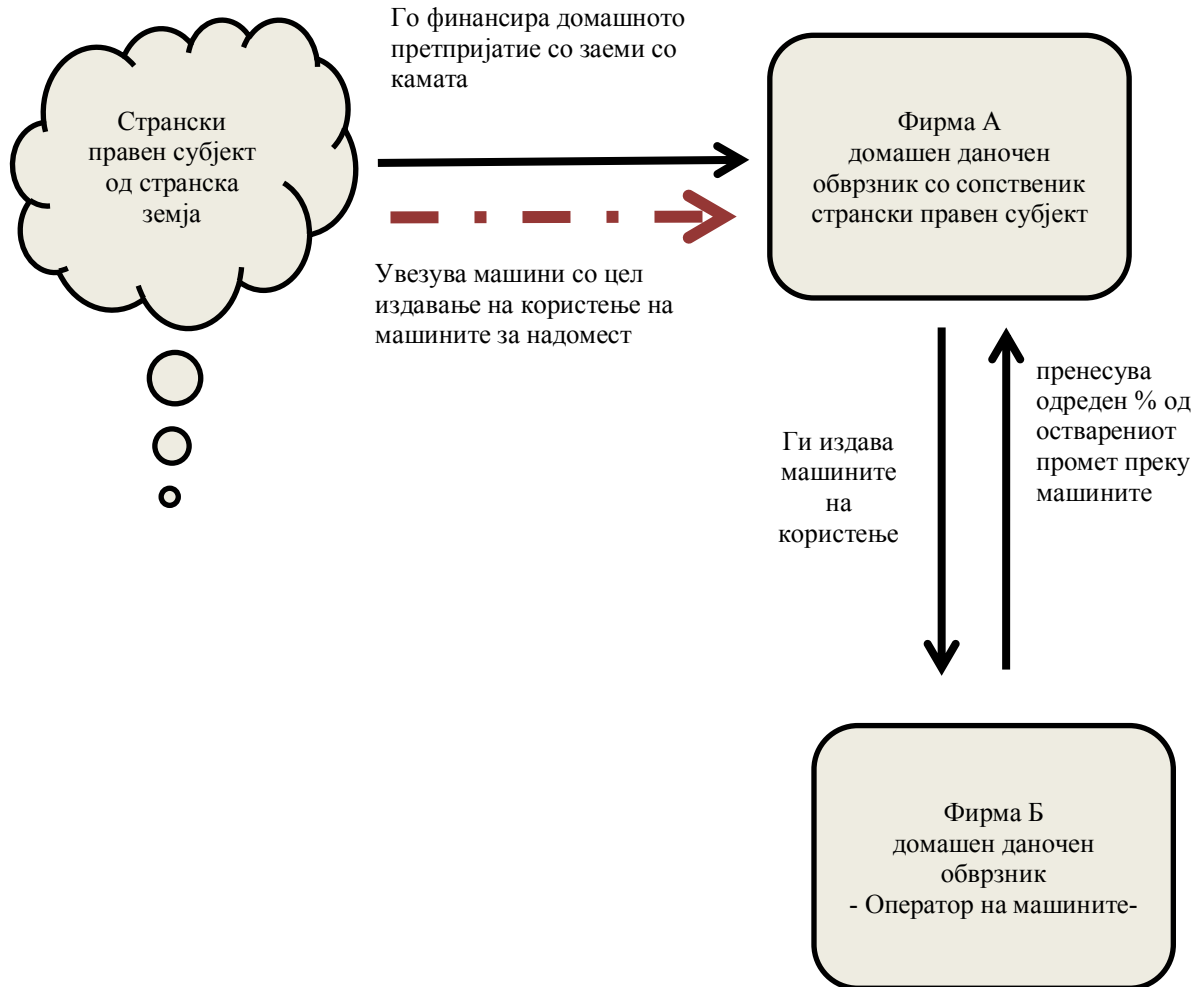 Го финансира домашното
претпријатие со заеми со
камата
Странски
правен субјект
од странска
земја
Фирма А
домашен даночен
обврзник со сопственик
странски правен субјект
Увезува машини со цел
издавање на користење на
машините за надомест
Ги издава
машините
на
користење
пренесува
одреден % од
остварениот
промет преку
машините
Фирма Б
домашен даночен
обврзник
- Оператор на машините-